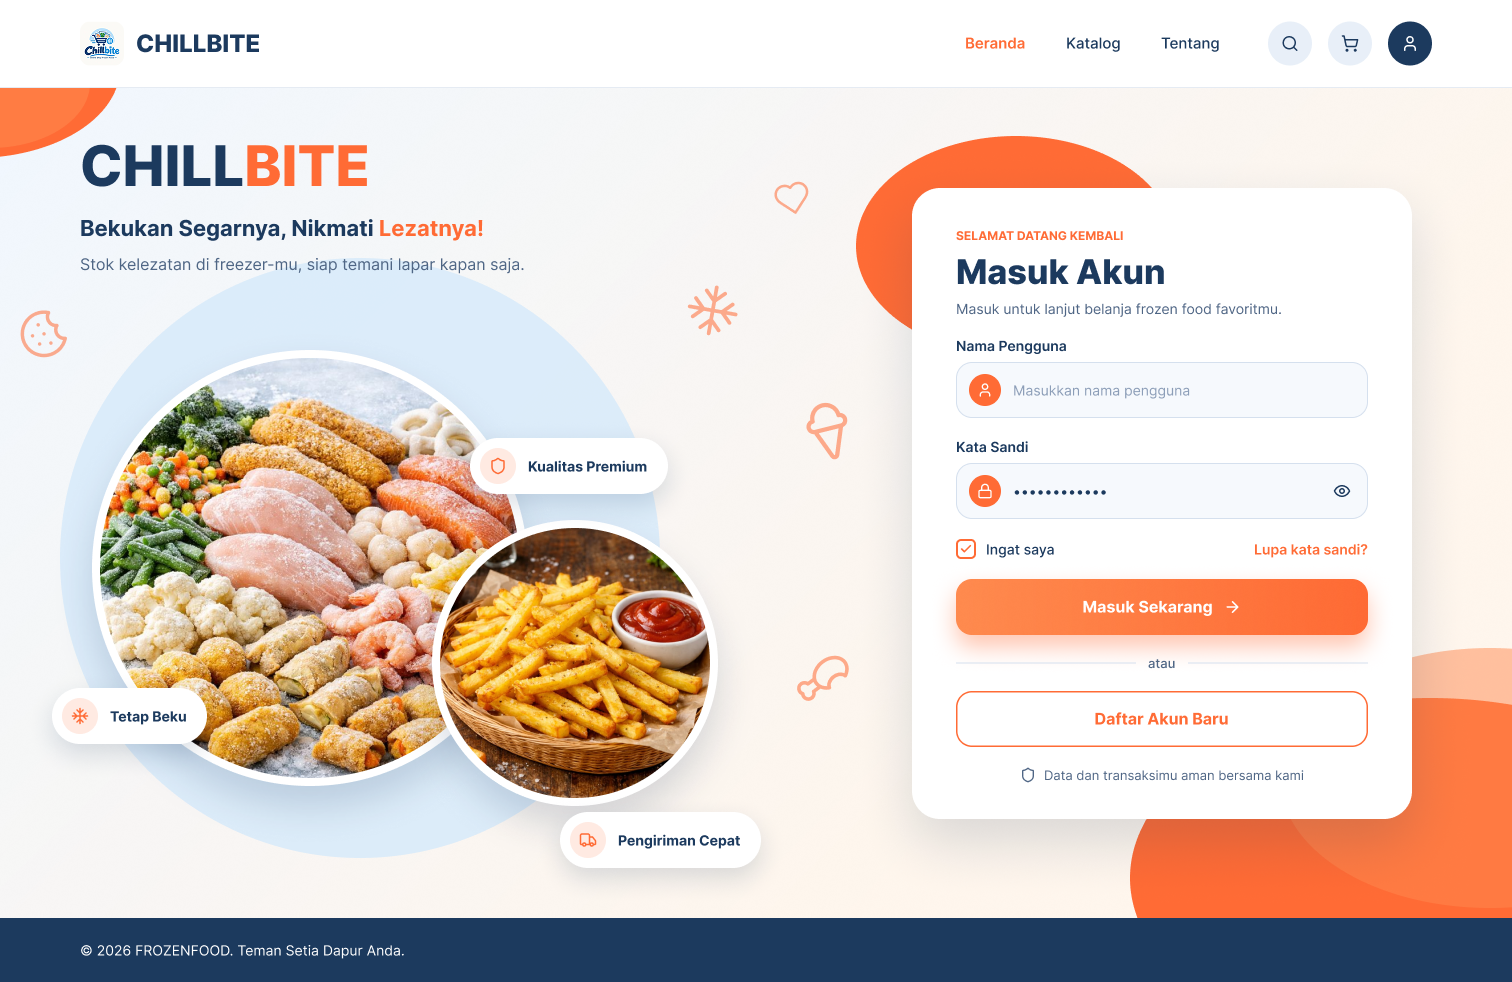 Chillbite
CHILLBITE
Beranda
Katalog
Tentang
CHILLBITE
Bekukan Segarnya, Nikmati Lezatnya!
Stok kelezatan di freezer-mu, siap temani lapar kapan saja.
Kualitas Premium
Tetap Beku
Pengiriman Cepat
SELAMAT DATANG KEMBALI
Masuk Akun
Masuk untuk lanjut belanja frozen food favoritmu.
Nama Pengguna
Masukkan nama pengguna
Kata Sandi
••••••••••••
Ingat saya
Lupa kata sandi?
Masuk Sekarang →
atau
Daftar Akun Baru
Data dan transaksimu aman bersama kami
© 2026 FROZENFOOD. Teman Setia Dapur Anda.